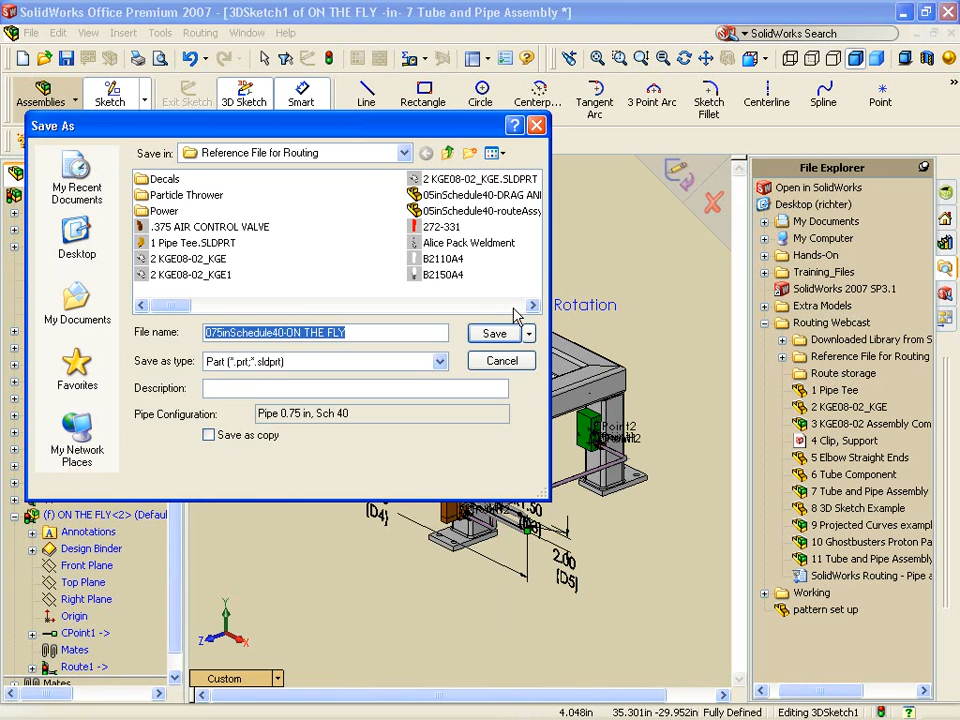 SolidWorks Office Premium 2007 - [3DSketch1 of ON THE FLY -in- 7 Tube and Pipe Assembly *]
File Edit View Insert Tools Routing Window Help
SolidWorks Search
Assemblies Sketch Exit Sketch 3D Sketch Smart Line Rectangle Circle Centerp... Tangent Arc 3 Point Arc Sketch Fillet Centerline Spline Point
Save As
Save in: Reference File for Routing
My Recent Documents
Desktop
My Documents
Favorites
My Network Places
Decals
Particle Thrower
Power
.375 AIR CONTROL VALVE
1 Pipe Tee.SLDPRT
2 KGE08-02_KGE
2 KGE08-02_KGE1
2 KGE08-02_KGE.SLDPRT
05inSchedule40-DRAG AN
05inSchedule40-routeAssy
272-331
Alice Pack Weldment
B2110A4
B2150A4
File name: 075inSchedule40-ON THE FLY
Save
Save as type: Part (*.prt;*.sldprt)
Cancel
Description:
Pipe Configuration: Pipe 0.75 in, Sch 40
Save as copy
(f) ON THE FLY<2> (Defaul
Annotations
Design Binder
Front Plane
Top Plane
Right Plane
Origin
CPoint1 ->
Mates
Route1 ->
Mates
Rotation
Point2
(D4)
1.50
(D3)
2.00
(D5)
Y
Z
X
Custom
File Explorer
Open in SolidWorks
Desktop (richter)
My Documents
My Computer
Hands-On
Training_Files
SolidWorks 2007 SP3.1
Extra Models
Routing Webcast
Downloaded Library from s
Reference File for Routing
Route storage
1 Pipe Tee
2 KGE08-02_KGE
3 KGE08-02 Assembly Com
4 Clip, Support
5 Elbow Straight Ends
6 Tube Component
7 Tube and Pipe Assembly
8 3D Sketch Example
9 Projected Curves exampl
10 Ghostbusters Proton Pa
11 Tube and Pipe Assembly
SolidWorks Routing - Pipe a
Working
pattern set up
4.048in 35.301in -29.952in Fully Defined Editing 3DSketch1